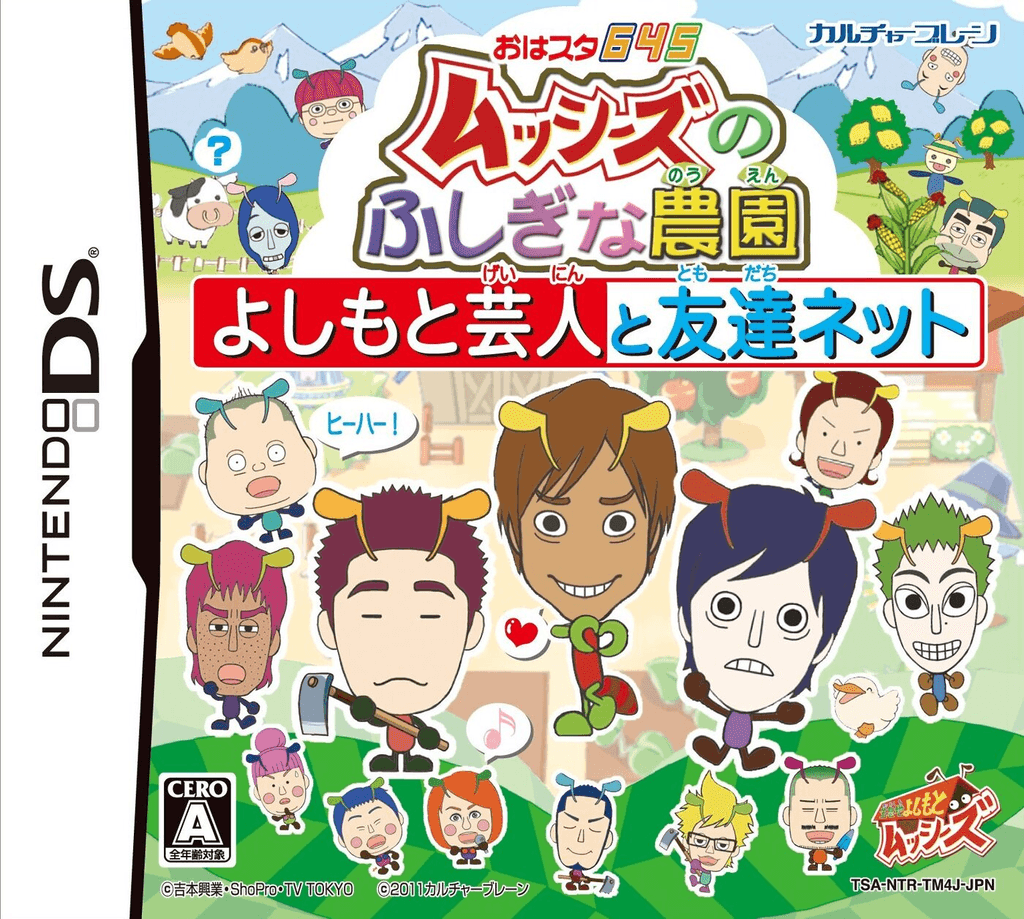 NINTENDO DS®
おはスタ645
カルチャーブレーン
ムッシーズの
のう えん
ふしぎな農園
げい にん とも だち
よしもと芸人と友達ネット
?
ヒーハー!
CERO
A
全年齢対象
よしもと
ムッシーズ
©吉本興業・ShoPro・TV TOKYO ©2011カルチャーブレーン
TSA-NTR-TM4J-JPN